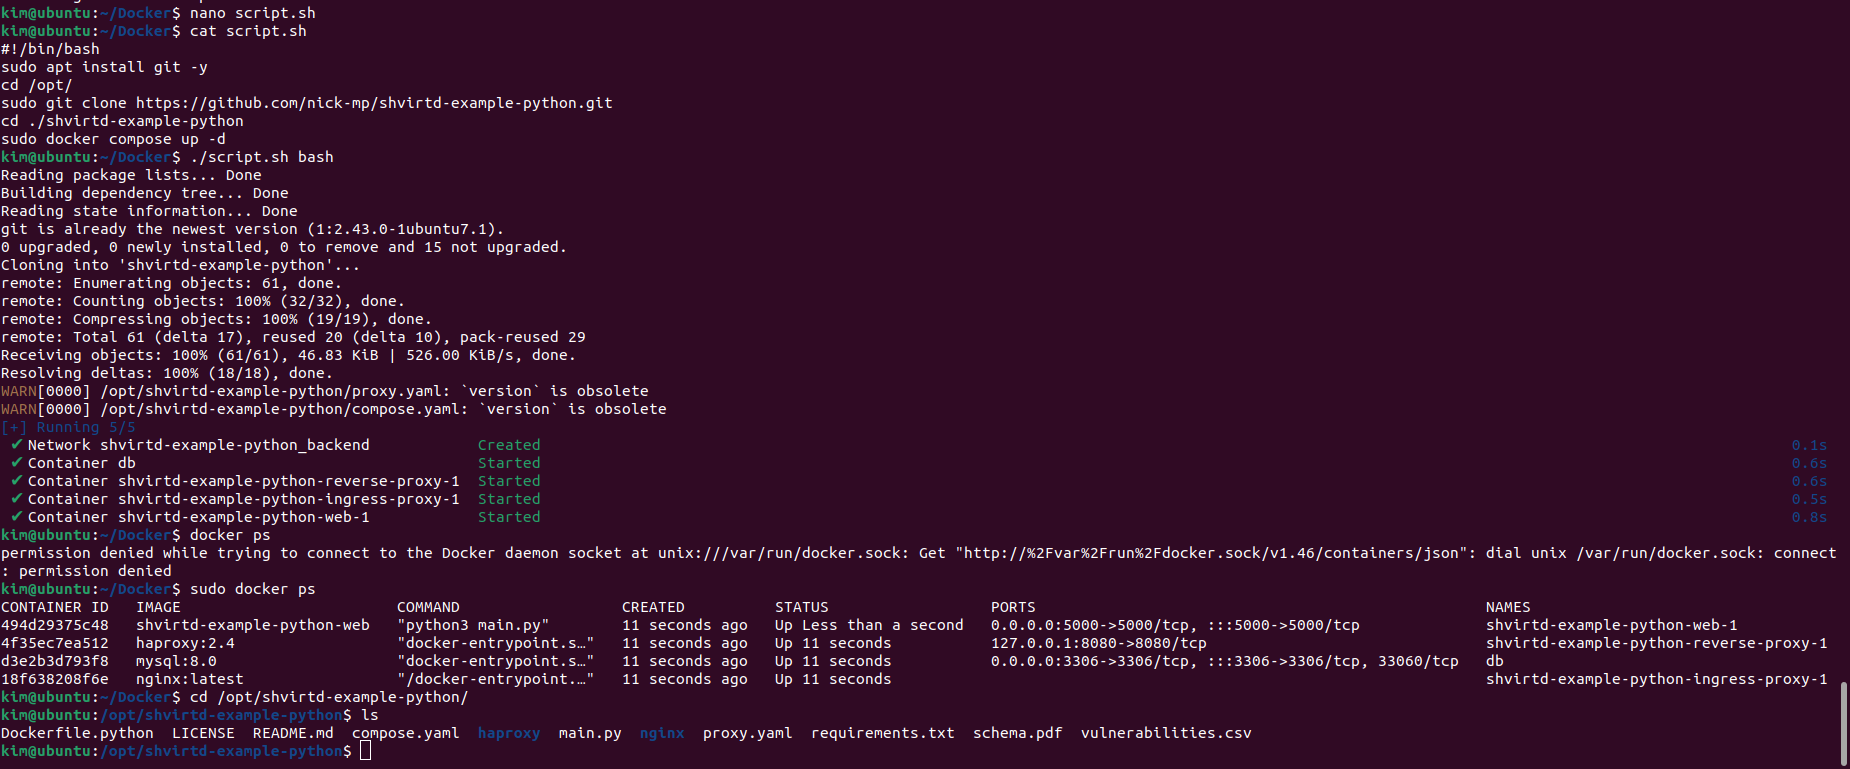 kim@ubuntu:~/Docker$ nano script.sh
kim@ubuntu:~/Docker$ cat script.sh
#!/bin/bash
sudo apt install git -y
cd /opt/
sudo git clone https://github.com/nick-mp/shvirtd-example-python.git
cd ./shvirtd-example-python
sudo docker compose up -d
kim@ubuntu:~/Docker$ ./script.sh bash
Reading package lists... Done
Building dependency tree... Done
Reading state information... Done
git is already the newest version (1:2.43.0-1ubuntu7.1).
0 upgraded, 0 newly installed, 0 to remove and 15 not upgraded.
Cloning into 'shvirtd-example-python'...
remote: Enumerating objects: 61, done.
remote: Counting objects: 100% (32/32), done.
remote: Compressing objects: 100% (19/19), done.
remote: Total 61 (delta 17), reused 20 (delta 10), pack-reused 29
Receiving objects: 100% (61/61), 46.83 KiB | 526.00 KiB/s, done.
Resolving deltas: 100% (18/18), done.
WARN[0000] /opt/shvirtd-example-python/proxy.yaml: `version` is obsolete
WARN[0000] /opt/shvirtd-example-python/compose.yaml: `version` is obsolete
[+] Running 5/5
✔ Network shvirtd-example-python_backend Created 0.1s
✔ Container db Started 0.6s
✔ Container shvirtd-example-python-reverse-proxy-1 Started 0.6s
✔ Container shvirtd-example-python-ingress-proxy-1 Started 0.5s
✔ Container shvirtd-example-python-web-1 Started 0.8s
kim@ubuntu:~/Docker$ docker ps
permission denied while trying to connect to the Docker daemon socket at unix:///var/run/docker.sock: Get "http://%2Fvar%2Frun%2Fdocker.sock/v1.46/containers/json": dial unix /var/run/docker.sock: connect
: permission denied
kim@ubuntu:~/Docker$ sudo docker ps
CONTAINER ID IMAGE COMMAND CREATED STATUS PORTS NAMES
494d29375c48 shvirtd-example-python-web "python3 main.py" 11 seconds ago Up Less than a second 0.0.0.0:5000->5000/tcp, :::5000->5000/tcp shvirtd-example-python-web-1
4f35ec7ea512 haproxy:2.4 "docker-entrypoint.s…" 11 seconds ago Up 11 seconds 127.0.0.1:8080->8080/tcp shvirtd-example-python-reverse-proxy-1
d3e2b3d793f8 mysql:8.0 "docker-entrypoint.s…" 11 seconds ago Up 11 seconds 0.0.0.0:3306->3306/tcp, :::3306->3306/tcp, 33060/tcp db
18f638208f6e nginx:latest "/docker-entrypoint.…" 11 seconds ago Up 11 seconds shvirtd-example-python-ingress-proxy-1
kim@ubuntu:~/Docker$ cd /opt/shvirtd-example-python/
kim@ubuntu:/opt/shvirtd-example-python$ ls
Dockerfile.python LICENSE README.md compose.yaml haproxy main.py nginx proxy.yaml requirements.txt schema.pdf vulnerabilities.csv
kim@ubuntu:/opt/shvirtd-example-python$